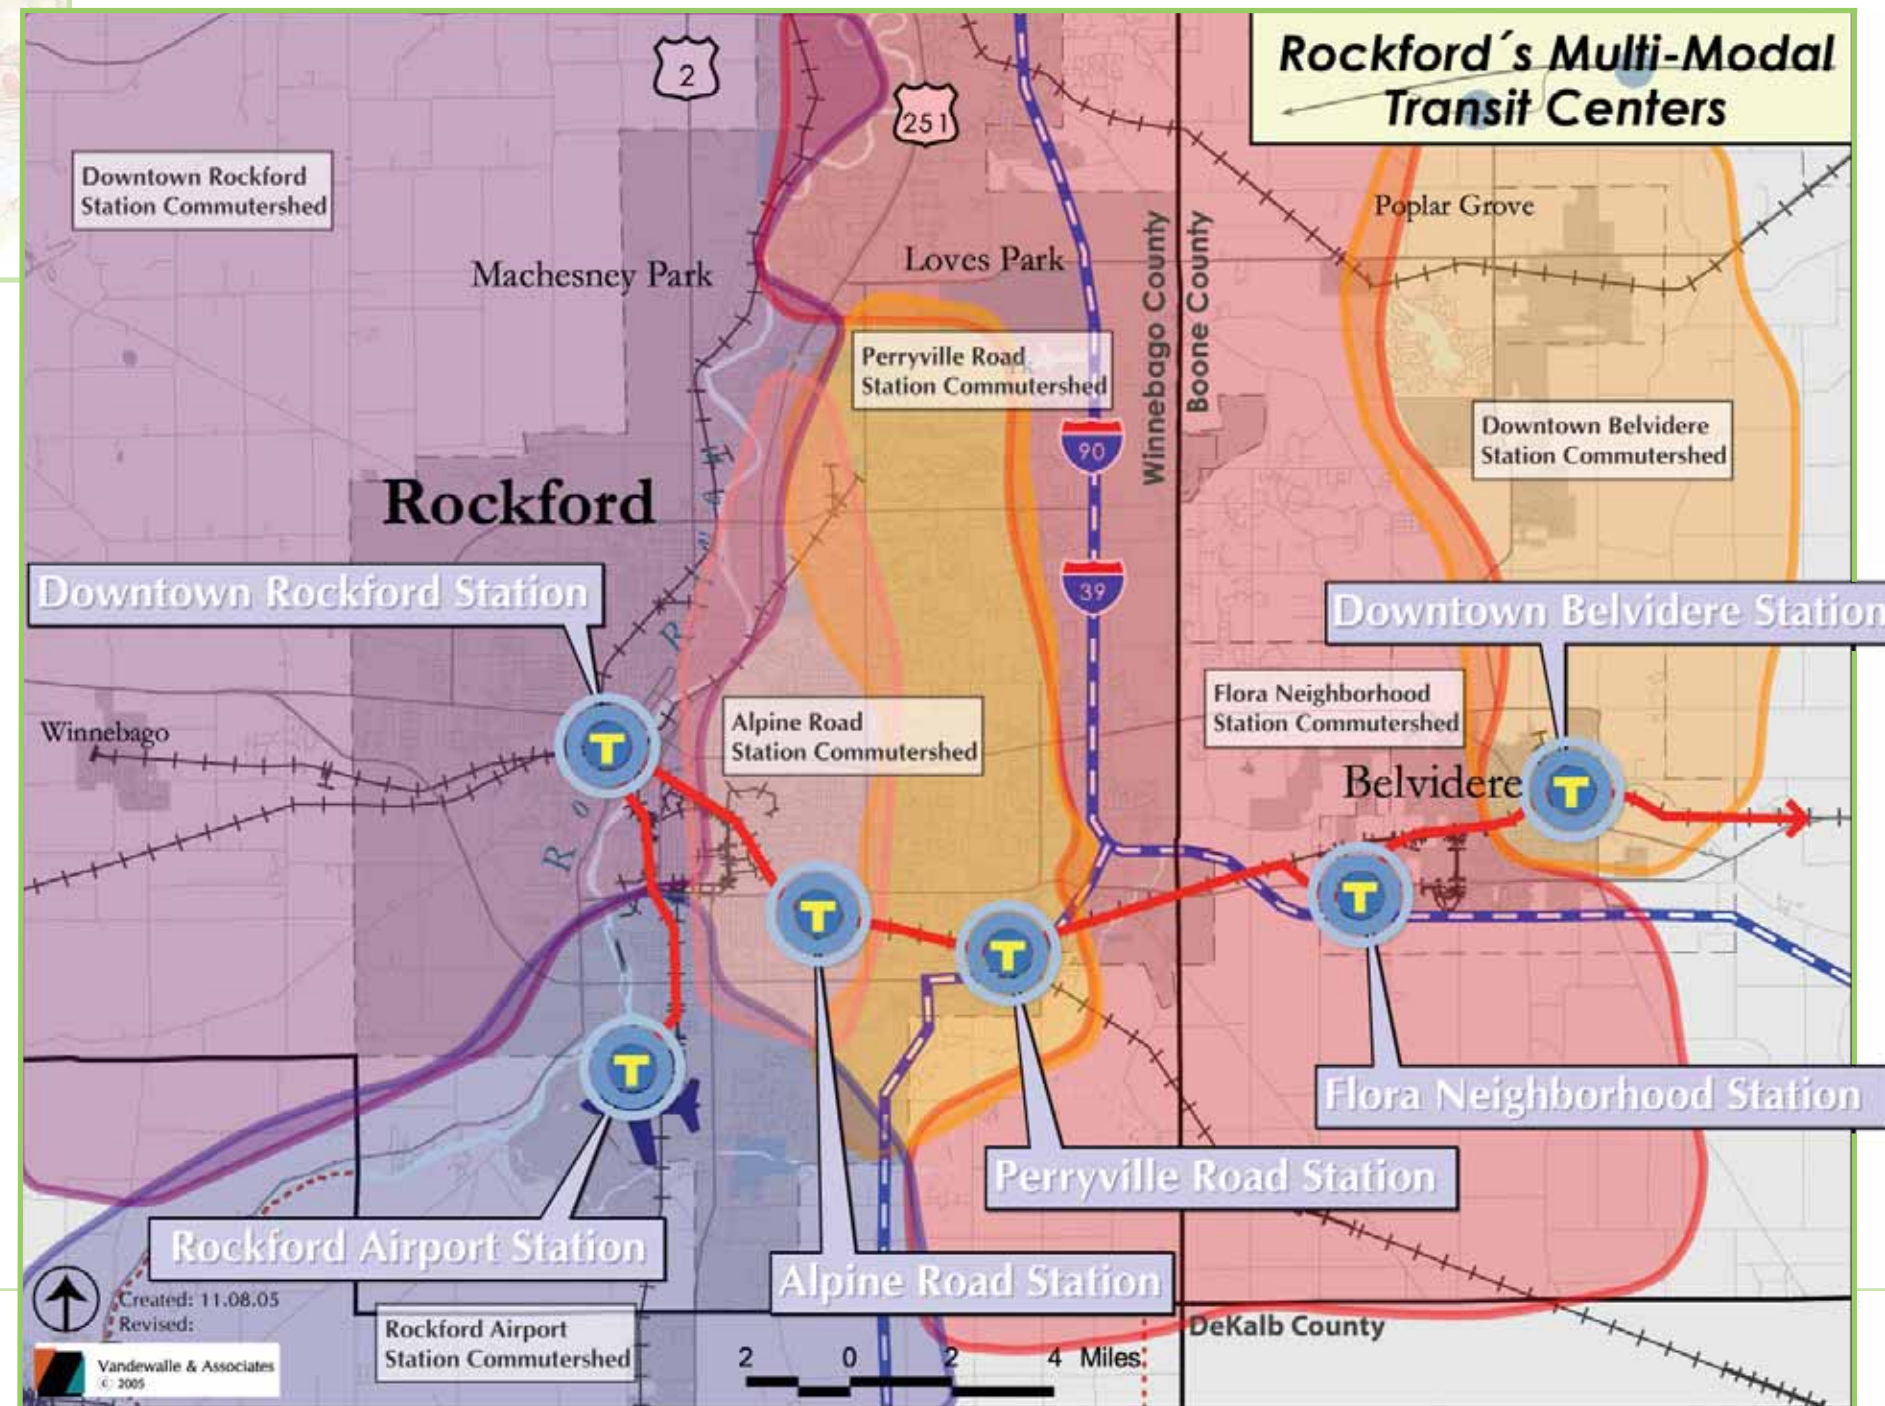 Rockford´s Multi-Modal
Transit Centers
2
251
Downtown Rockford
Station Commutershed
Poplar Grove
Machesney Park
Loves Park
Winnebago County
Boone County
Perryville Road
Station Commutershed
90
Downtown Belvidere
Station Commutershed
Rockford
39
Downtown Rockford Station
Downtown Belvidere Station
Winnebago
Alpine Road
Station Commutershed
Flora Neighborhood
Station Commutershed
Belvidere
T
T
T
T
T
T
R
o
R
Flora Neighborhood Station
Perryville Road Station
Rockford Airport Station
Alpine Road Station
Created: 11.08.05
Revised:
Vandewalle & Associates
© 2005
Rockford Airport
Station Commutershed
2 0 2 4 Miles
DeKalb County